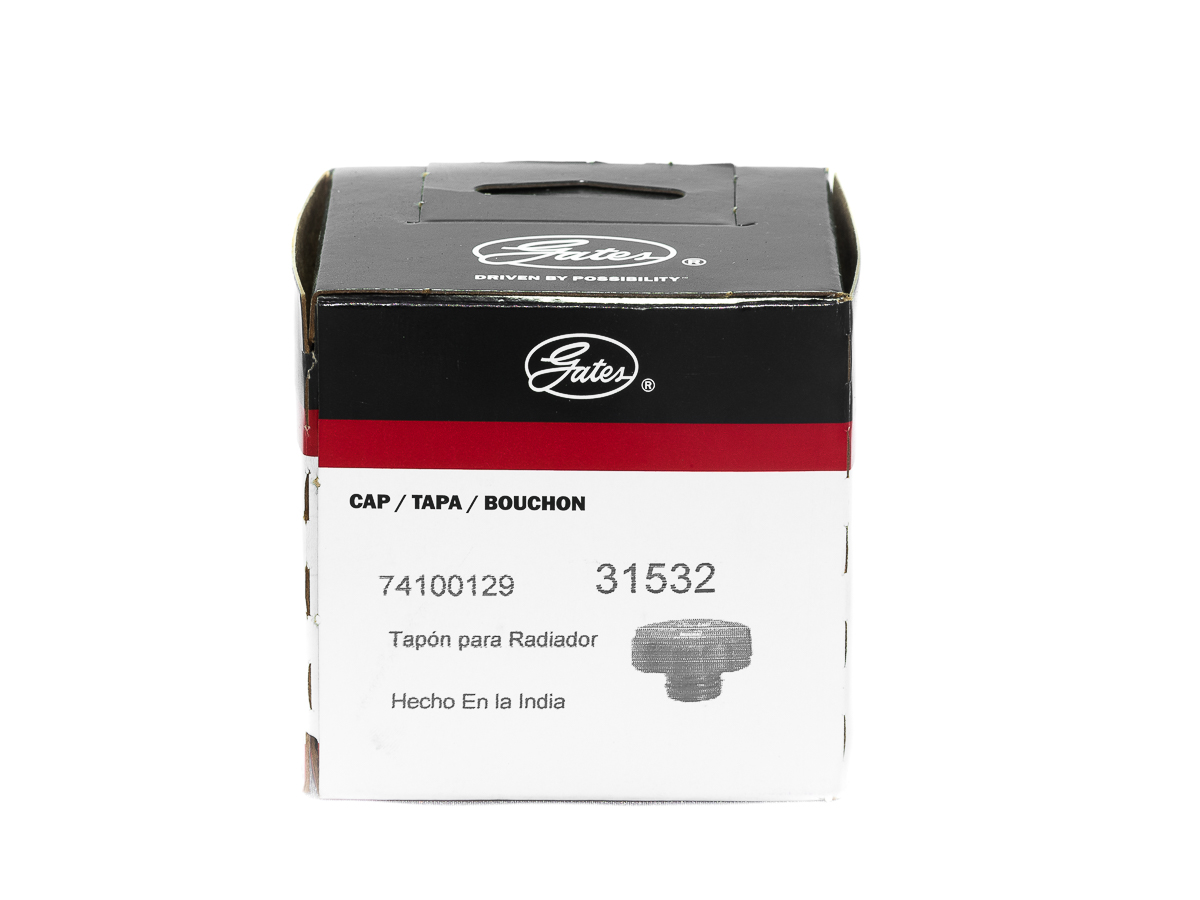 Gates ®
DRIVEN BY POSSIBILITY™
Gates ®
CAP / TAPA / BOUCHON
74100129 31532
Tapón para Radiador
Hecho En la India